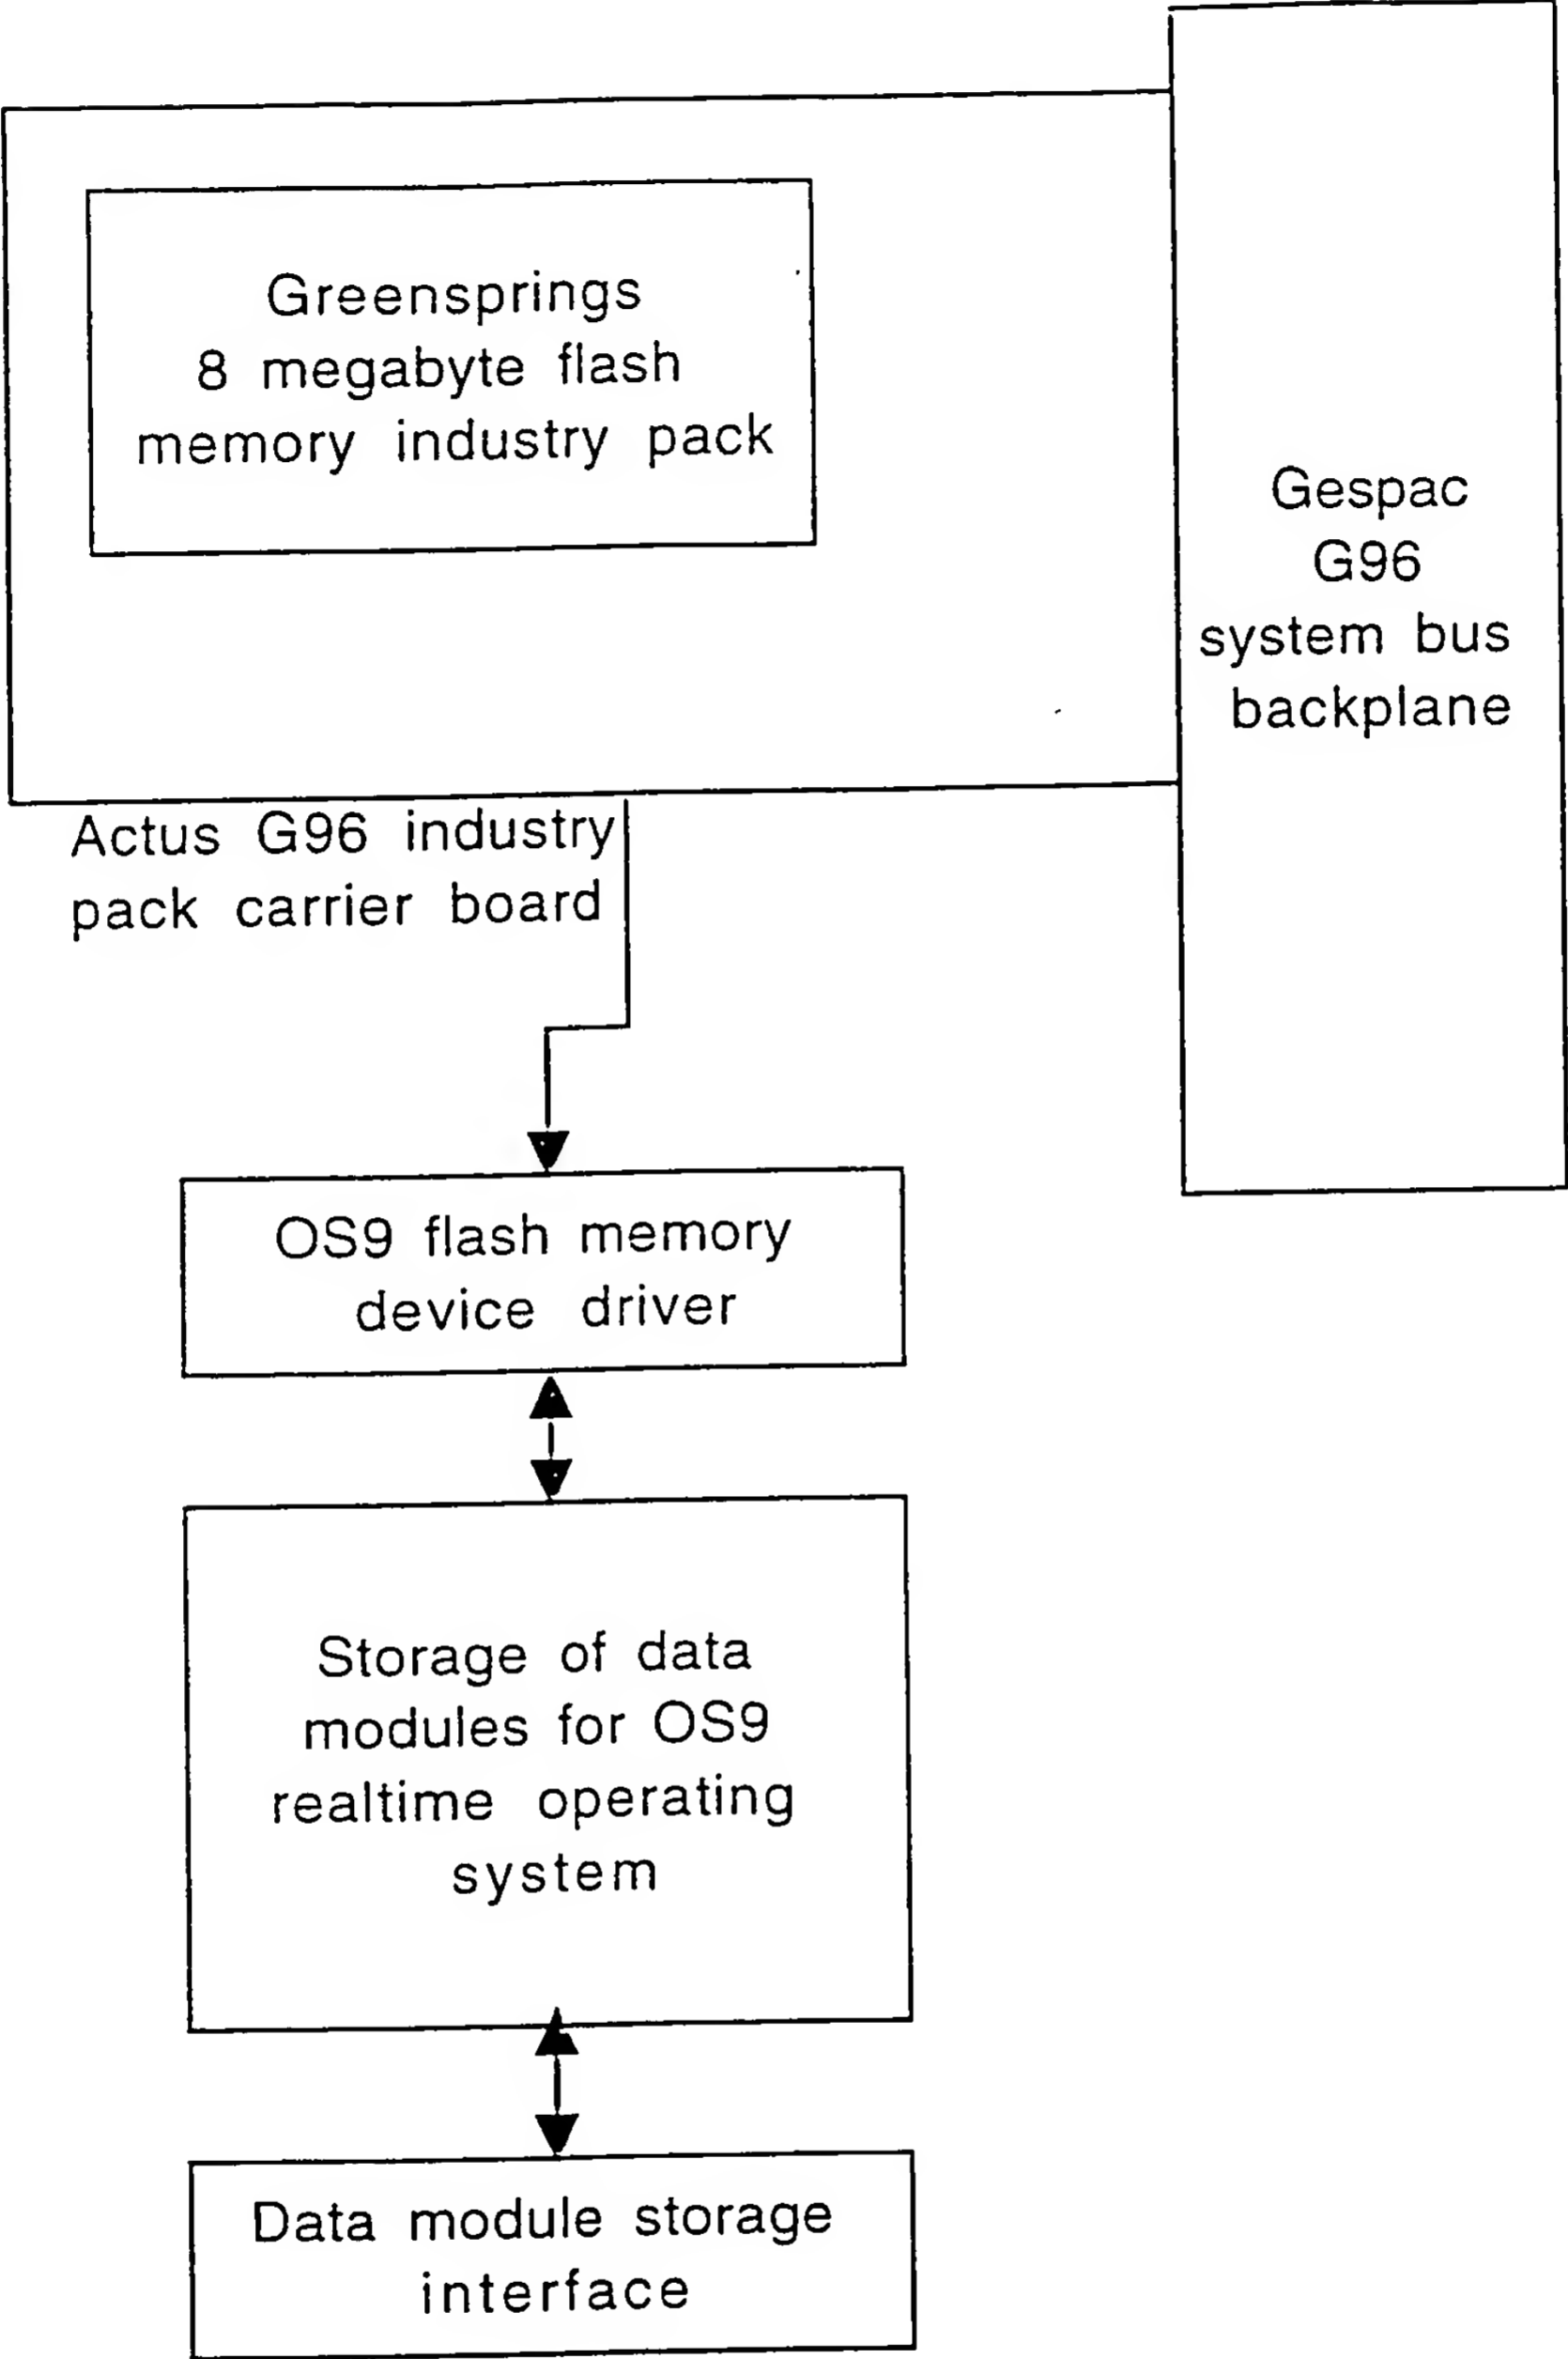 Greensprings
8 megabyte flash
memory industry pack
Gespac
G96
system bus
backplane
Actus G96 industry
pack carrier board
OS9 flash memory
device driver
Storage of data
modules for OS9
realtime operating
system
Data module storage
interface